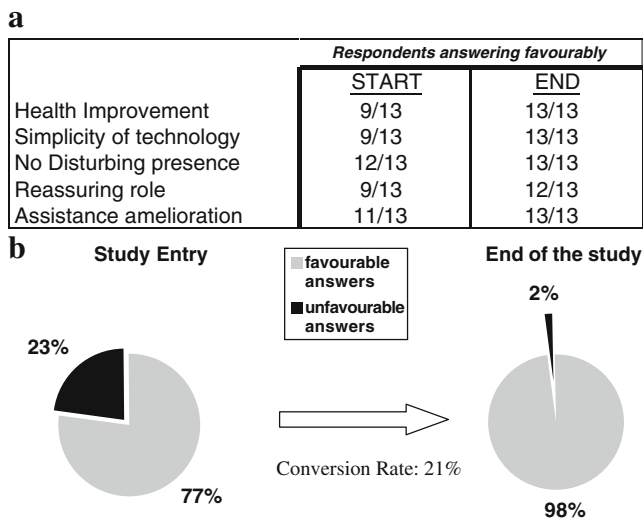 a
Respondents answering favourably
START END
Health Improvement 9/13 13/13
Simplicity of technology 9/13 13/13
No Disturbing presence 12/13 13/13
Reassuring role 9/13 12/13
Assistance amelioration 11/13 13/13
b
Study Entry
favourable
answers
unfavourable
answers
End of the study
23%
77%
Conversion Rate: 21%
2%
98%